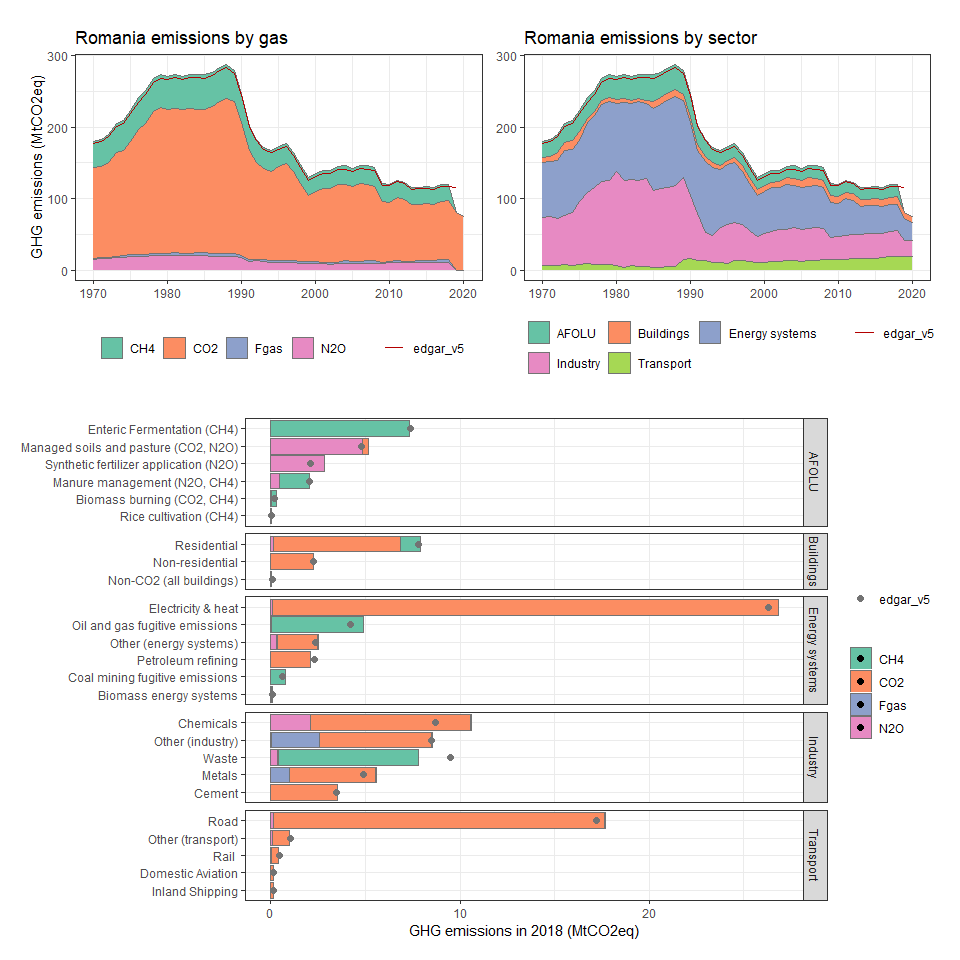 Romania emissions by gas
GHG emissions (MtCO2eq)
300
200
100
0
1970
1980
1990
2000
2010
2020
CH4
CO2
Fgas
N2O
edgar_v5
Romania emissions by sector
300
200
100
0
1970
1980
1990
2000
2010
2020
AFOLU
Buildings
Energy systems
edgar_v5
Industry
Transport
Enteric Fermentation (CH4)
Managed soils and pasture (CO2, N2O)
Synthetic fertilizer application (N2O)
Manure management (N2O, CH4)
Biomass burning (CO2, CH4)
Rice cultivation (CH4)
AFOLU
Residential
Non-residential
Non-CO2 (all buildings)
Buildings
Electricity & heat
Oil and gas fugitive emissions
Other (energy systems)
Petroleum refining
Coal mining fugitive emissions
Biomass energy systems
Energy systems
Chemicals
Other (industry)
Waste
Metals
Cement
Industry
Road
Other (transport)
Rail
Domestic Aviation
Inland Shipping
Transport
0
10
20
GHG emissions in 2018 (MtCO2eq)
edgar_v5
CH4
CO2
Fgas
N2O